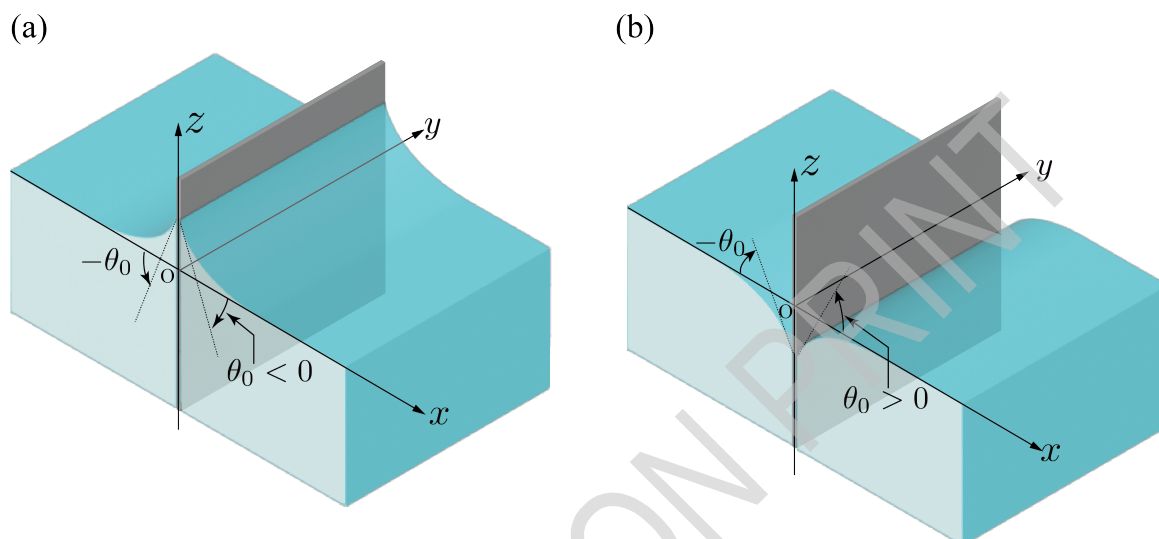 (a)
(b)
z
y
−θ₀
o
θ₀ < 0
x
z
y
−θ₀
o
θ₀ > 0
x
ON PRINT